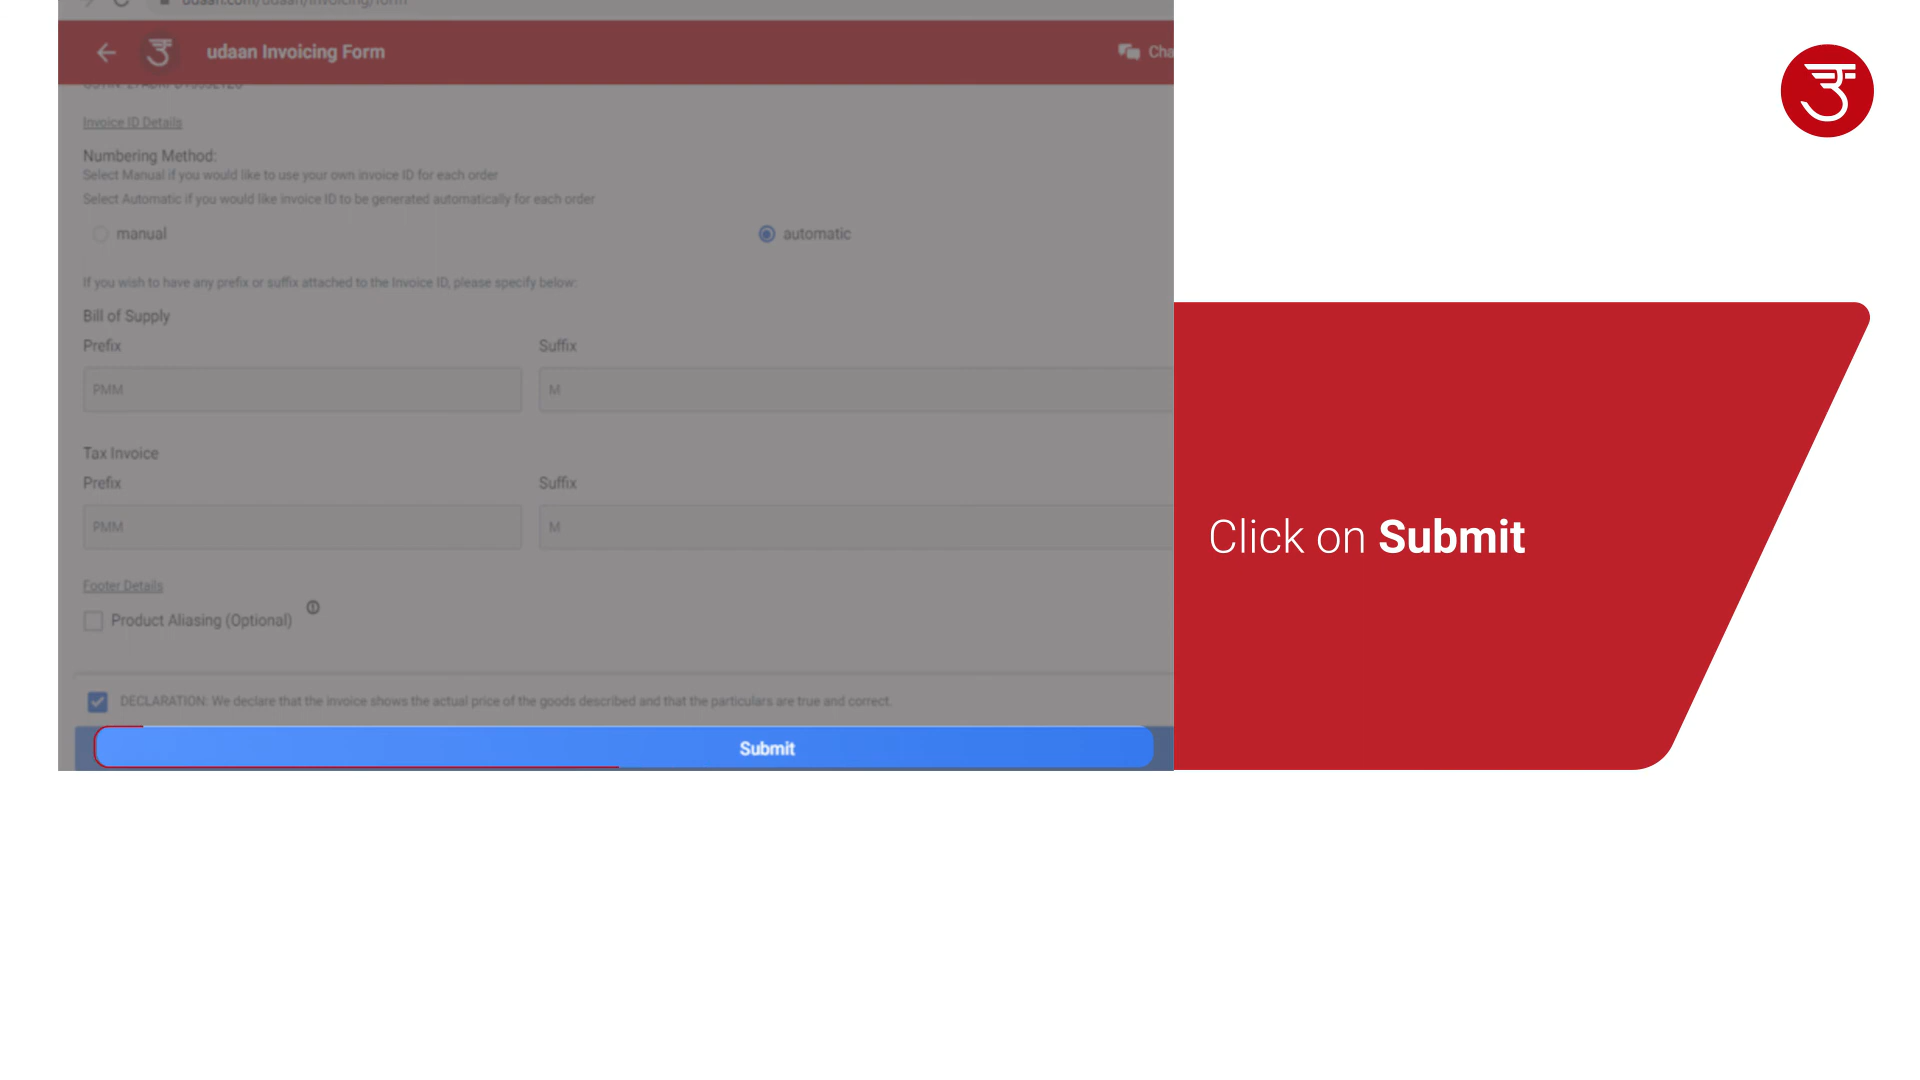 udaan Invoicing Form
Invoice ID Details
Numbering Method:
Select Manual if you would like to use your own invoice ID for each order
Select Automatic if you would like invoice ID to be generated automatically for each order
manual
automatic
If you wish to have any prefix or suffix attached to the Invoice ID, please specify below:
Bill of Supply
Prefix
Suffix
PMM
M
Tax Invoice
Prefix
Suffix
PMM
M
Footer Details
Product Aliasing (Optional)
DECLARATION: We declare that the invoice shows the actual price of the goods described and that the particulars are true and correct.
Submit
Click on Submit